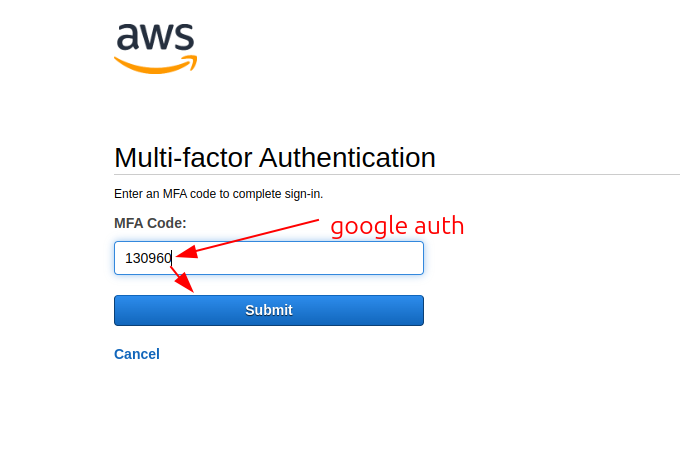 aws
Multi-factor Authentication
Enter an MFA code to complete sign-in.
MFA Code:
google auth
130960
Submit
Cancel